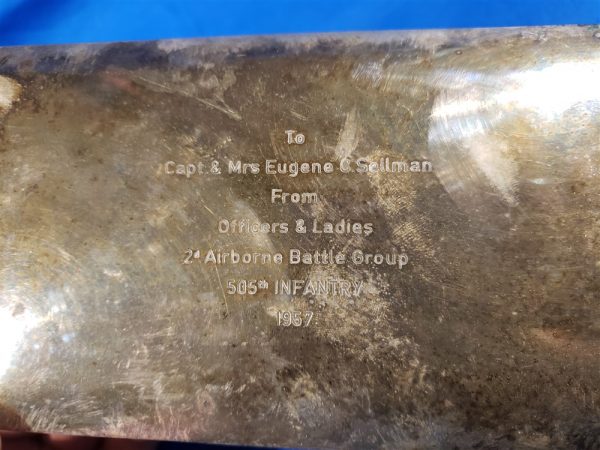 To
Capt. & Mrs Eugene C. Sellman
From
Officers & Ladies
2ᵈ Airborne Battle Group
505th INFANTRY
1957